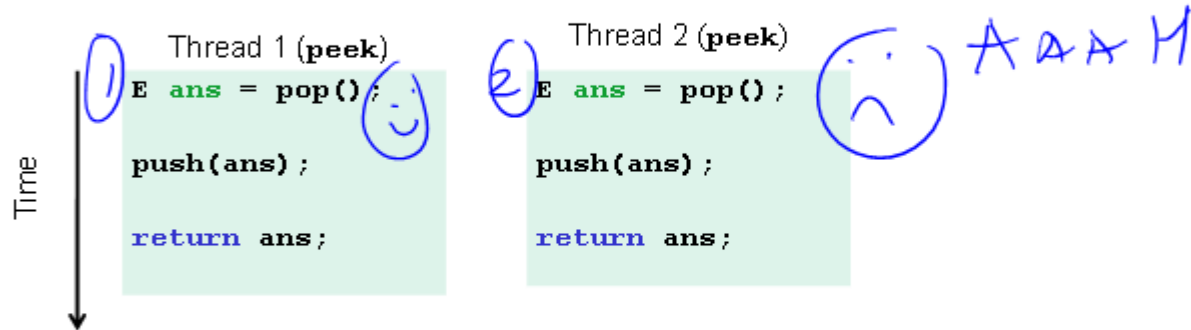 Thread 1 (peek)
Thread 2 (peek)
AAAH
Time
1
E ans = pop();
push(ans);
return ans;
2
E ans = pop();
push(ans);
return ans;